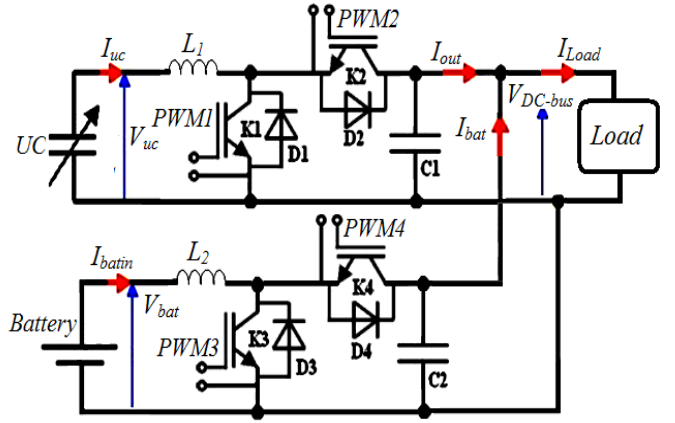 PWM2
I_uc
L_1
I_out
I_Load
K2
PWM1
V_DC-bus
UC
V_uc
K1
D1
D2
I_bat
Load
C1
PWM4
I_batin
L_2
V_bat
K4
Battery
PWM3
K3
D3
D4
C2